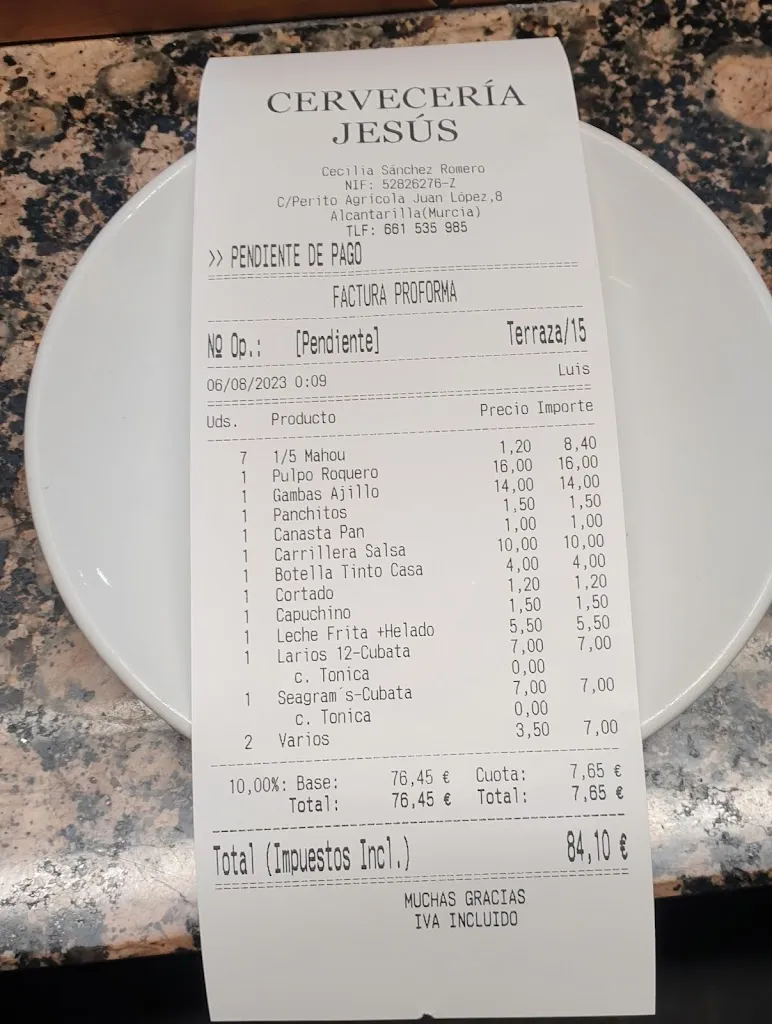 CERVECERÍA
JESÚS
Cecilia Sánchez Romero
NIF: 52826276-Z
C/Perito Agrícola Juan López,8
Alcantarilla(Murcia)
TLF: 661 535 985
>> PENDIENTE DE PAGO
FACTURA PROFORMA
Nº Op.: [Pendiente] Terraza/15
06/08/2023 0:09 Luis
Uds. Producto Precio Importe
7 1/5 Mahou 1,20 8,40
1 Pulpo Roquero 16,00 16,00
1 Gambas Ajillo 14,00 14,00
1 Panchitos 1,50 1,50
1 Canasta Pan 1,00 1,00
1 Carrillera Salsa 10,00 10,00
1 Botella Tinto Casa 4,00 4,00
1 Cortado 1,20 1,20
1 Capuchino 1,50 1,50
1 Leche Frita +Helado 5,50 5,50
1 Larios 12-Cubata 7,00 7,00
c. Tonica 0,00
1 Seagram´s-Cubata 7,00 7,00
c. Tonica 0,00
2 Varios 3,50 7,00
10,00%: Base: 76,45 € Cuota: 7,65 €
Total: 76,45 € Total: 7,65 €
Total (Impuestos Incl.) 84,10 €
MUCHAS GRACIAS
IVA INCLUIDO